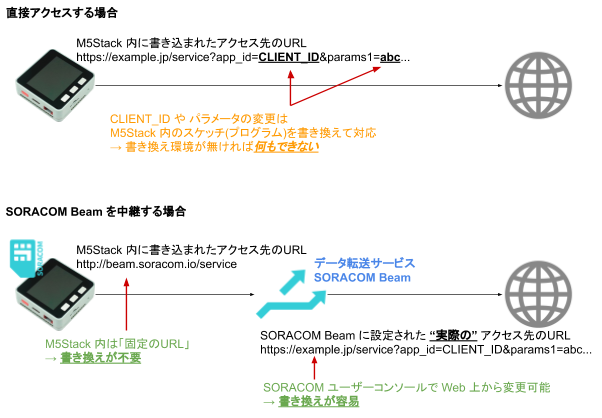 直接アクセスする場合
M5Stack 内に書き込まれたアクセス先のURL
https://example.jp/service?app_id=CLIENT_ID&params1=abc...
CLIENT_ID や パラメータの変更は
M5Stack 内のスケッチ(プログラム)を書き換えて対応
→ 書き換え環境が無ければ何もできない
SORACOM Beam を中継する場合
SORACOM
M5Stack 内に書き込まれたアクセス先のURL
http://beam.soracom.io/service
データ転送サービス
SORACOM Beam
M5Stack 内は「固定のURL」
→ 書き換えが不要
SORACOM Beam に設定された “実際の” アクセス先のURL
https://example.jp/service?app_id=CLIENT_ID&params1=abc...
SORACOM ユーザーコンソールで Web 上から変更可能
→ 書き換えが容易